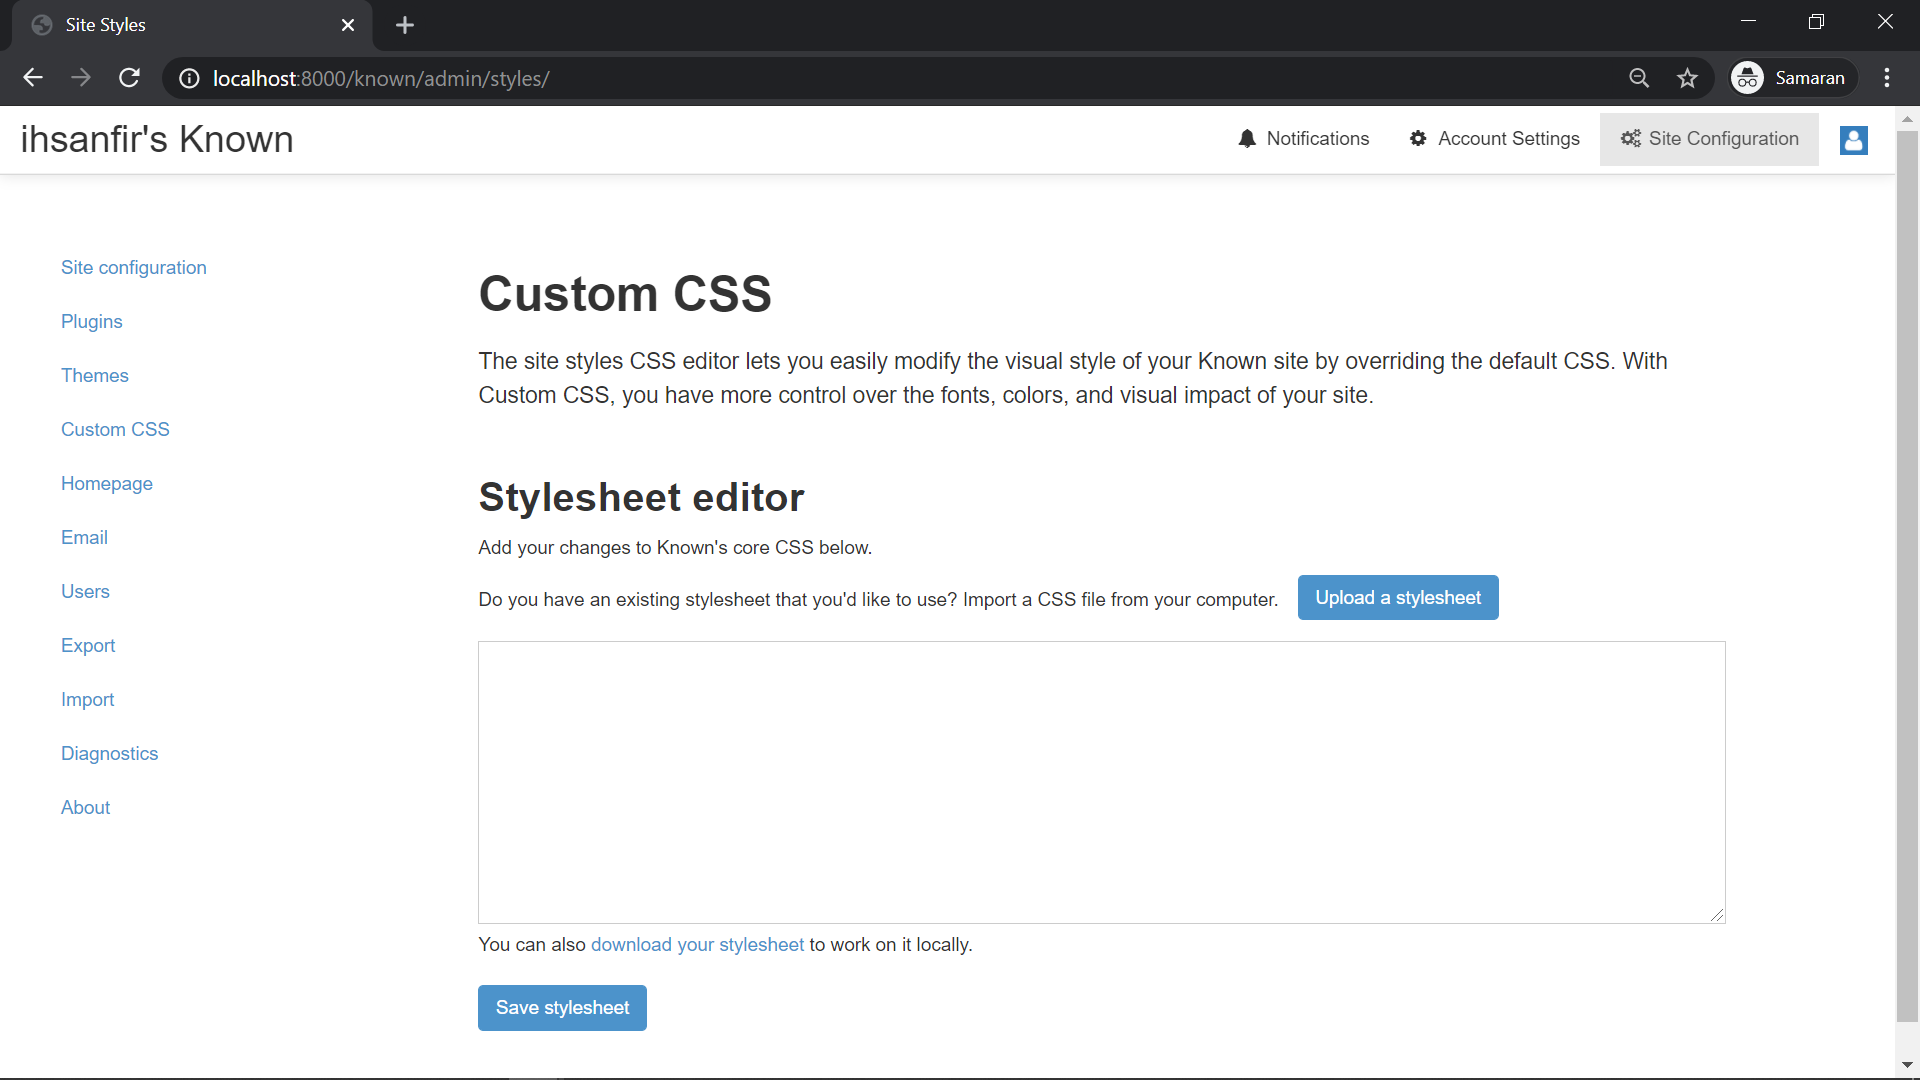 Site Styles
localhost:8000/known/admin/styles/
Samaran
ihsanfir's Known
Notifications
Account Settings
Site Configuration
Site configuration
Plugins
Themes
Custom CSS
Homepage
Email
Users
Export
Import
Diagnostics
About
Custom CSS
The site styles CSS editor lets you easily modify the visual style of your Known site by overriding the default CSS. With
Custom CSS, you have more control over the fonts, colors, and visual impact of your site.
Stylesheet editor
Add your changes to Known's core CSS below.
Do you have an existing stylesheet that you'd like to use? Import a CSS file from your computer.
Upload a stylesheet
You can also download your stylesheet to work on it locally.
Save stylesheet